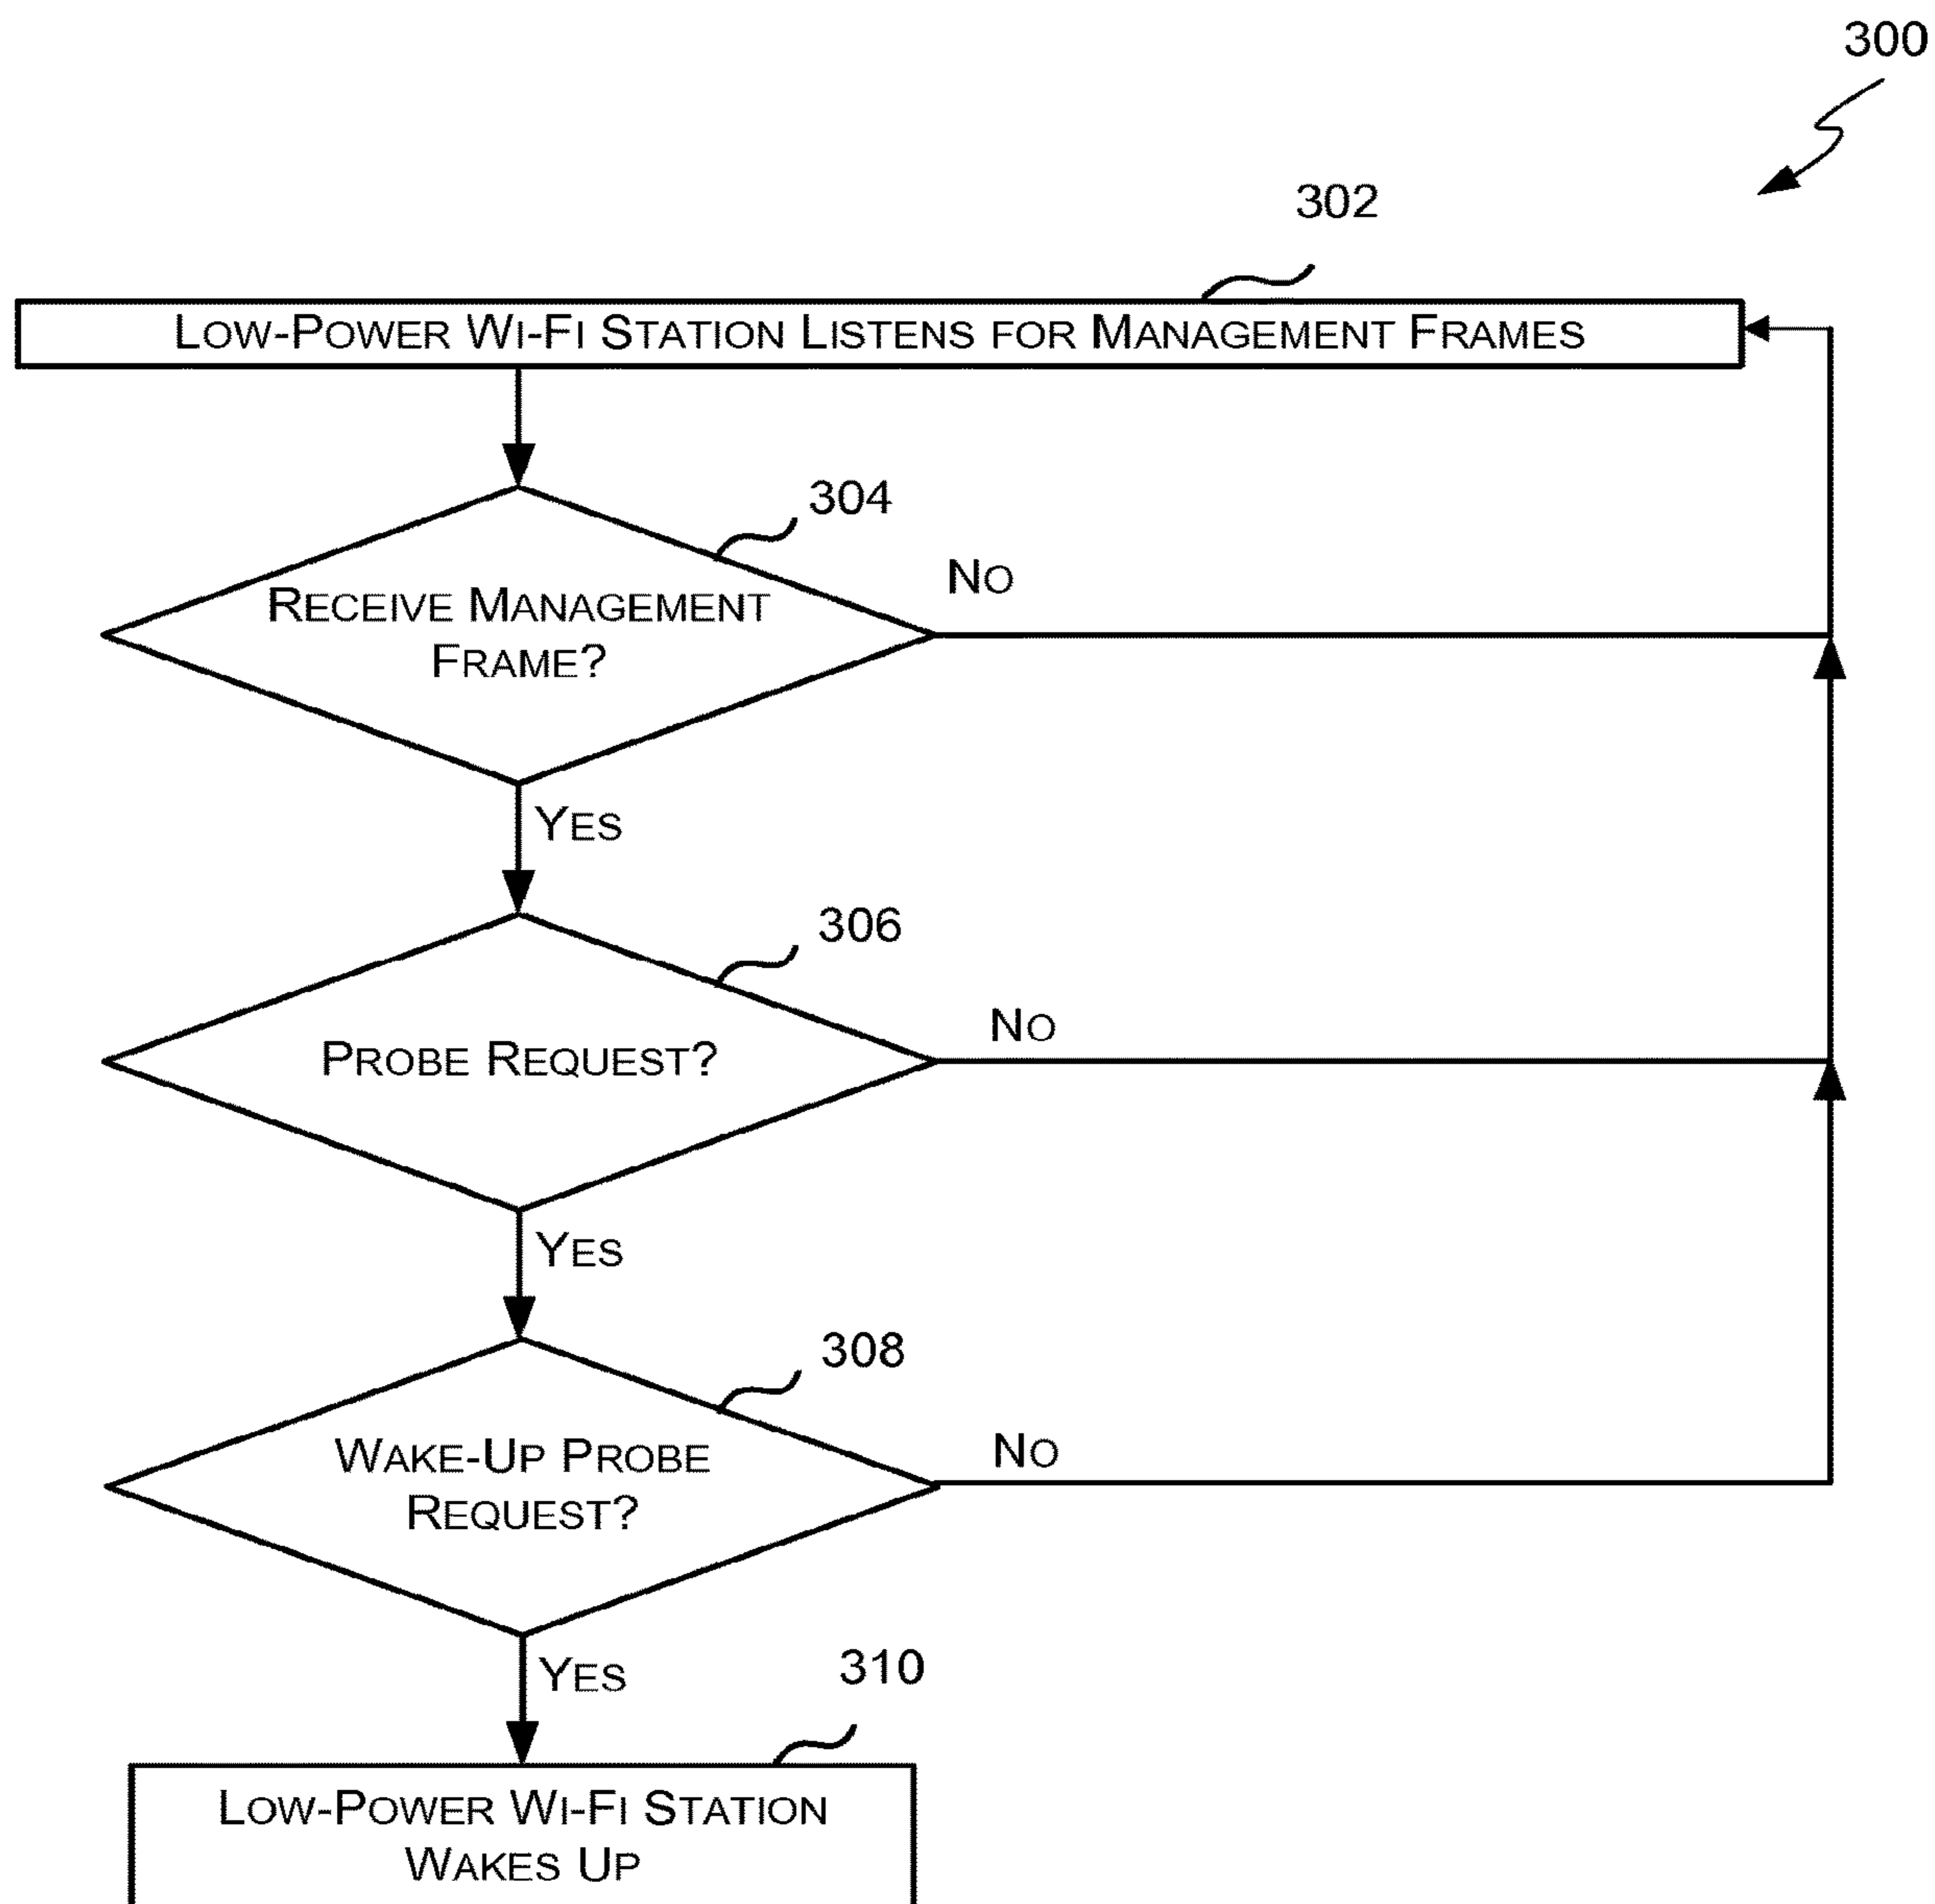 300
302
Low-Power Wi-Fi Station Listens for Management Frames
304
Receive Management
Frame?
No
Yes
306
Probe Request?
No
Yes
308
Wake-Up Probe
Request?
No
Yes
310
Low-Power Wi-Fi Station
Wakes Up